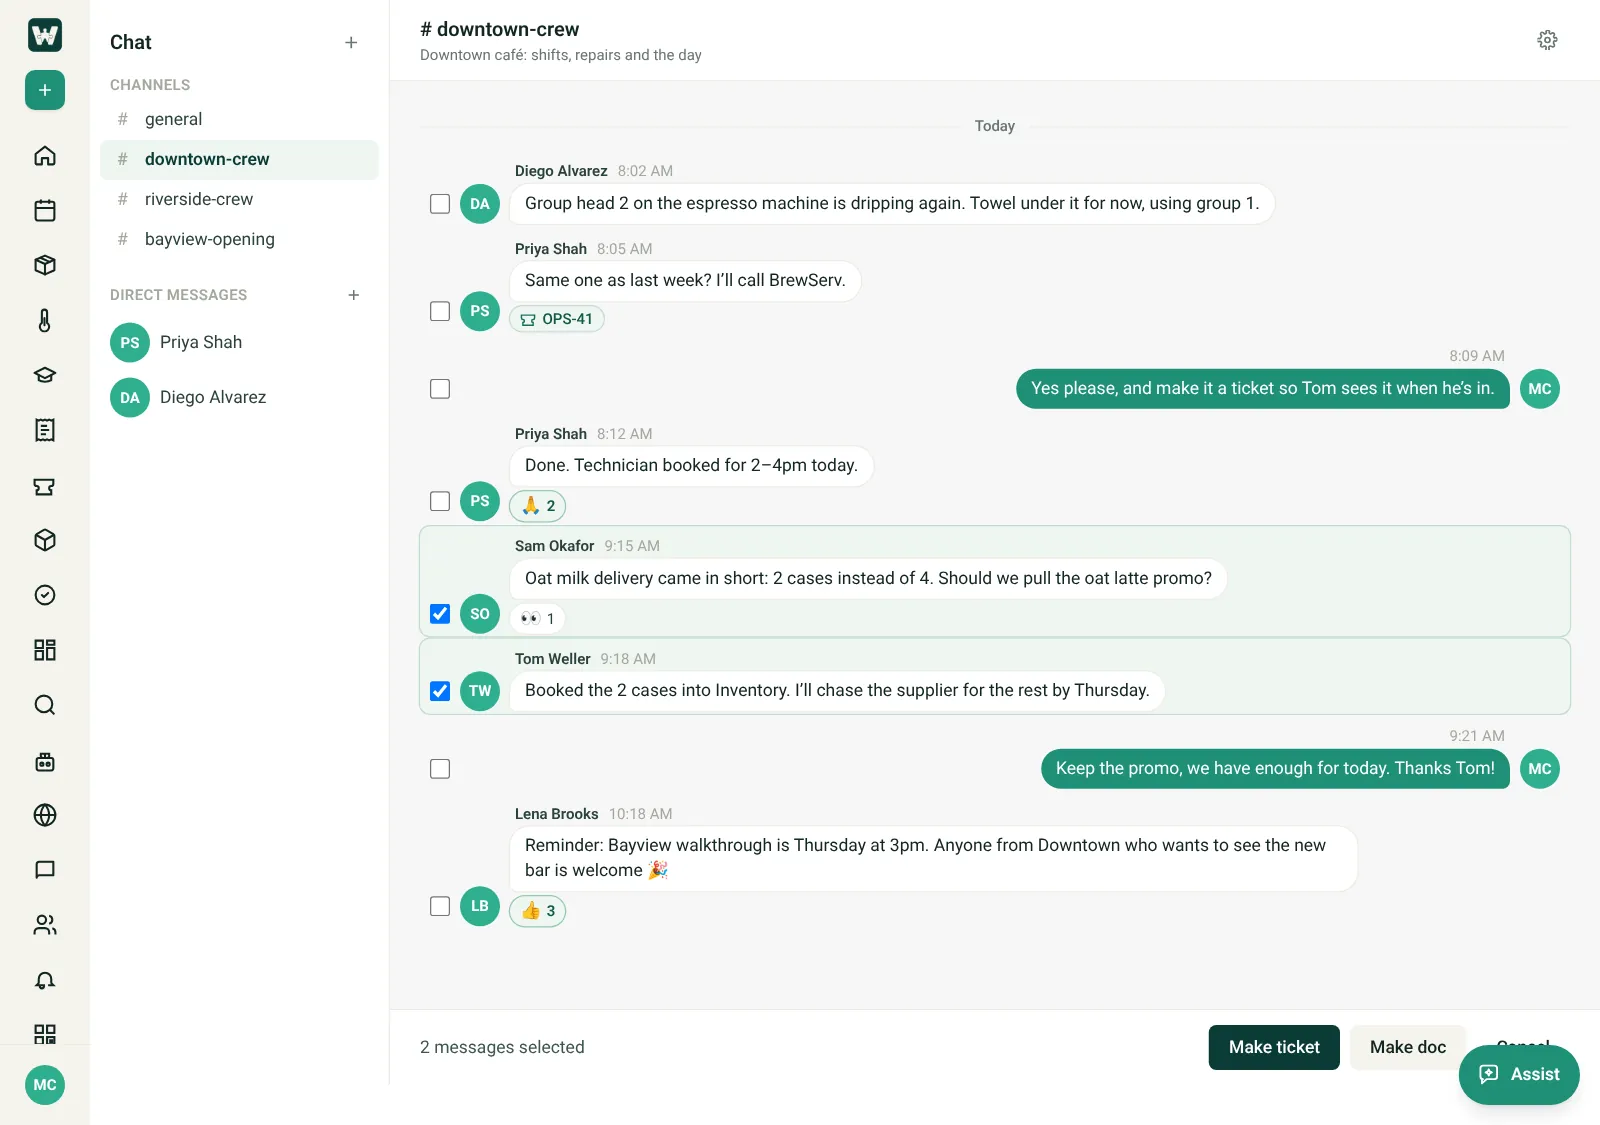 W
+
Chat
+
CHANNELS
# general
# downtown-crew
# riverside-crew
# bayview-opening
DIRECT MESSAGES +
PS Priya Shah
DA Diego Alvarez
MC
# downtown-crew
Downtown café: shifts, repairs and the day
Today
Diego Alvarez 8:02 AM
DA Group head 2 on the espresso machine is dripping again. Towel under it for now, using group 1.
Priya Shah 8:05 AM
Same one as last week? I’ll call BrewServ.
PS OPS-41
8:09 AM
Yes please, and make it a ticket so Tom sees it when he’s in. MC
Priya Shah 8:12 AM
Done. Technician booked for 2–4pm today.
PS 🙏 2
Sam Okafor 9:15 AM
Oat milk delivery came in short: 2 cases instead of 4. Should we pull the oat latte promo?
SO 👀 1
Tom Weller 9:18 AM
TW Booked the 2 cases into Inventory. I’ll chase the supplier for the rest by Thursday.
9:21 AM
Keep the promo, we have enough for today. Thanks Tom! MC
Lena Brooks 10:18 AM
Reminder: Bayview walkthrough is Thursday at 3pm. Anyone from Downtown who wants to see the new
bar is welcome 🎉
LB 👍 3
2 messages selected
Make ticket
Make doc
Cancel
Assist